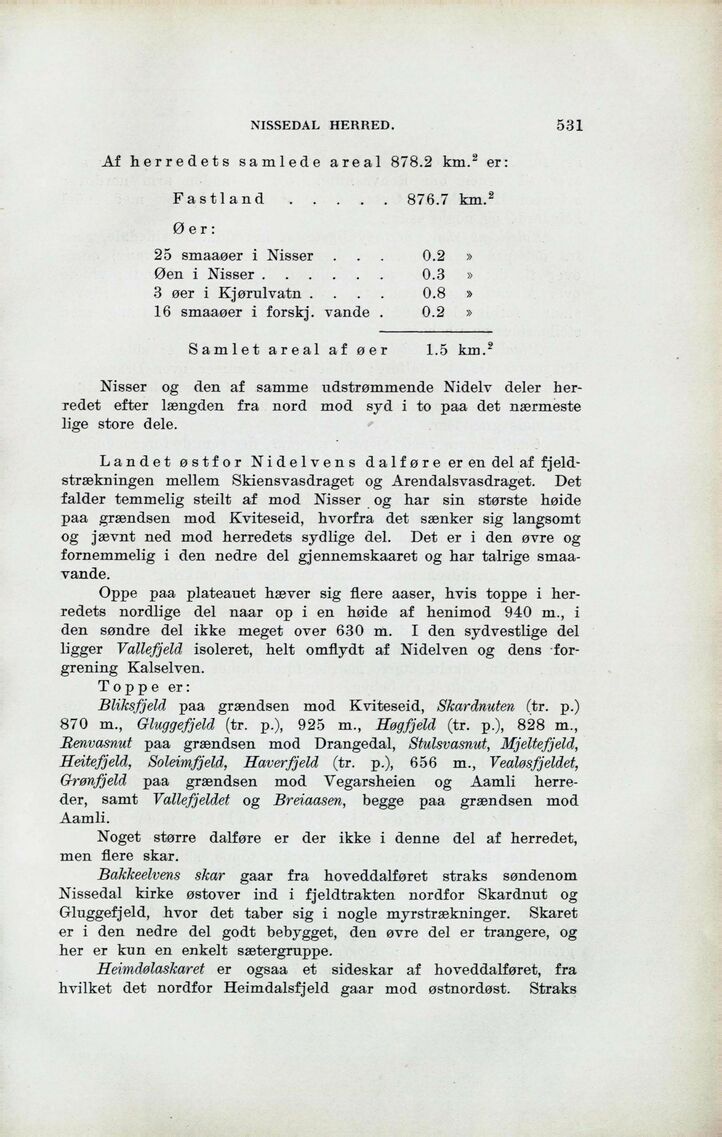 NISSEDAL HERRED. 531
Af herredets samlede areal 878.2 km.² er:
Fastland . . . . . 876.7 km.²
Øer:
25 smaaøer i Nisser . . . 0.2 »
Øen i Nisser . . . . . . 0.3 »
3 øer i Kjørulvatn . . . . 0.8 »
16 smaaøer i forskj. vande . 0.2 »
Samlet areal af øer 1.5 km.²
Nisser og den af samme udstrømmende Nidelv deler her-
redet efter længden fra nord mod syd i to paa det nærmeste
lige store dele.
Landet østfor Nidelvens dalføre er en del af fjeld-
strækningen mellem Skiensvasdraget og Arendalsvasdraget. Det
falder temmelig steilt af mod Nisser og har sin største høide
paa grændsen mod Kviteseid, hvorfra det sænker sig langsomt
og jævnt ned mod herredets sydlige del. Det er i den øvre og
fornemmelig i den nedre del gjennemskaaret og har talrige smaa-
vande.
Oppe paa plateauet hæver sig flere aaser, hvis toppe i her-
redets nordlige del naar op i en høide af henimod 940 m., i
den søndre del ikke meget over 630 m. I den sydvestlige del
ligger Vallefjeld isoleret, helt omflydt af Nidelven og dens for-
grening Kalselven.
Toppe er:
Bliksfjeld paa grændsen mod Kviteseid, Skardnuten (tr. p.)
870 m., Gluggefjeld (tr. p.), 925 m., Høgfjeld (tr. p.), 828 m.,
Renvasnut paa grændsen mod Drangedal, Stulsvasnut, Mjeltefjeld,
Heitefjeld, Soleimfjeld, Haverfjeld (tr. p.), 656 m., Vealøsfjeldet,
Grønfjeld paa grændsen mod Vegarsheien og Aamli herre-
der, samt Vallefjeldet og Breiaasen, begge paa grændsen mod
Aamli.
Noget større dalføre er der ikke i denne del af herredet,
men flere skar.
Bakkeelvens skar gaar fra hoveddalføret straks søndenom
Nissedal kirke østover ind i fjeldtrakten nordfor Skardnut og
Gluggefjeld, hvor det taber sig i nogle myrstrækninger. Skaret
er i den nedre del godt bebygget, den øvre del er trangere, og
her er kun en enkelt sætergruppe.
Heimdølaskaret er ogsaa et sideskar af hoveddalføret, fra
hvilket det nordfor Heimdalsfjeld gaar mod østnordøst. Straks